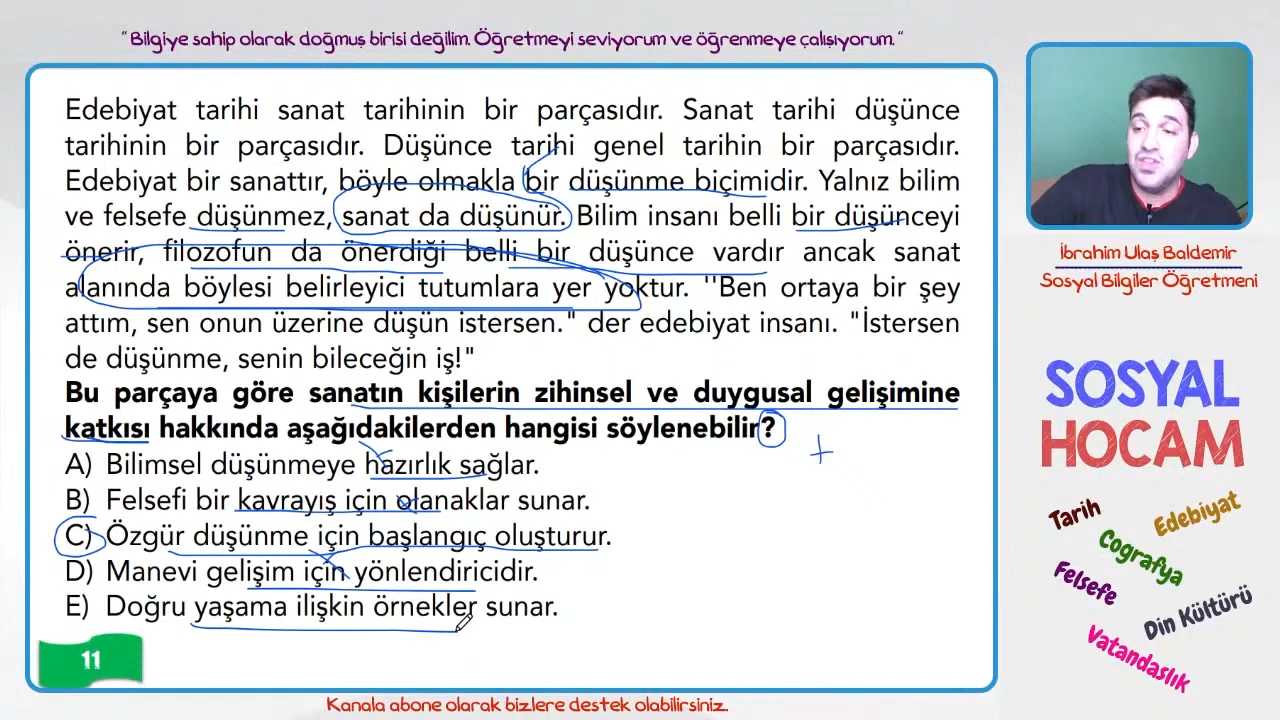 " Bilgiye sahip olarak doğmuş birisi değilim. Öğretmeyi seviyorum ve öğrenmeye çalışıyorum. "
Edebiyat tarihi sanat tarihinin bir parçasıdır. Sanat tarihi düşünce
tarihinin bir parçasıdır. Düşünce tarihi genel tarihin bir parçasıdır.
Edebiyat bir sanattır, böyle olmakla bir düşünme biçimidir. Yalnız bilim
ve felsefe düşünmez, sanat da düşünür. Bilim insanı belli bir düşünceyi
önerir, filozofun da önerdiği belli bir düşünce vardır ancak sanat
alanında böylesi belirleyici tutumlara yer yoktur. ''Ben ortaya bir şey
attım, sen onun üzerine düşün istersen." der edebiyat insanı. "İstersen
de düşünme, senin bileceğin iş!"
Bu parçaya göre sanatın kişilerin zihinsel ve duygusal gelişimine
katkısı hakkında aşağıdakilerden hangisi söylenebilir?
A) Bilimsel düşünmeye hazırlık sağlar.
B) Felsefi bir kavrayış için olanaklar sunar.
C) Özgür düşünme için başlangıç oluşturur.
D) Manevi gelişim için yönlendiricidir.
E) Doğru yaşama ilişkin örnekler sunar.
11
Kanala abone olarak bizlere destek olabilirsiniz.
İbrahim Ulaş Baldemir
Sosyal Bilgiler Öğretmeni
SOSYAL
HOCAM
Tarih
Edebiyat
Coğrafya
Felsefe
Din Kültürü
Vatandaşlık